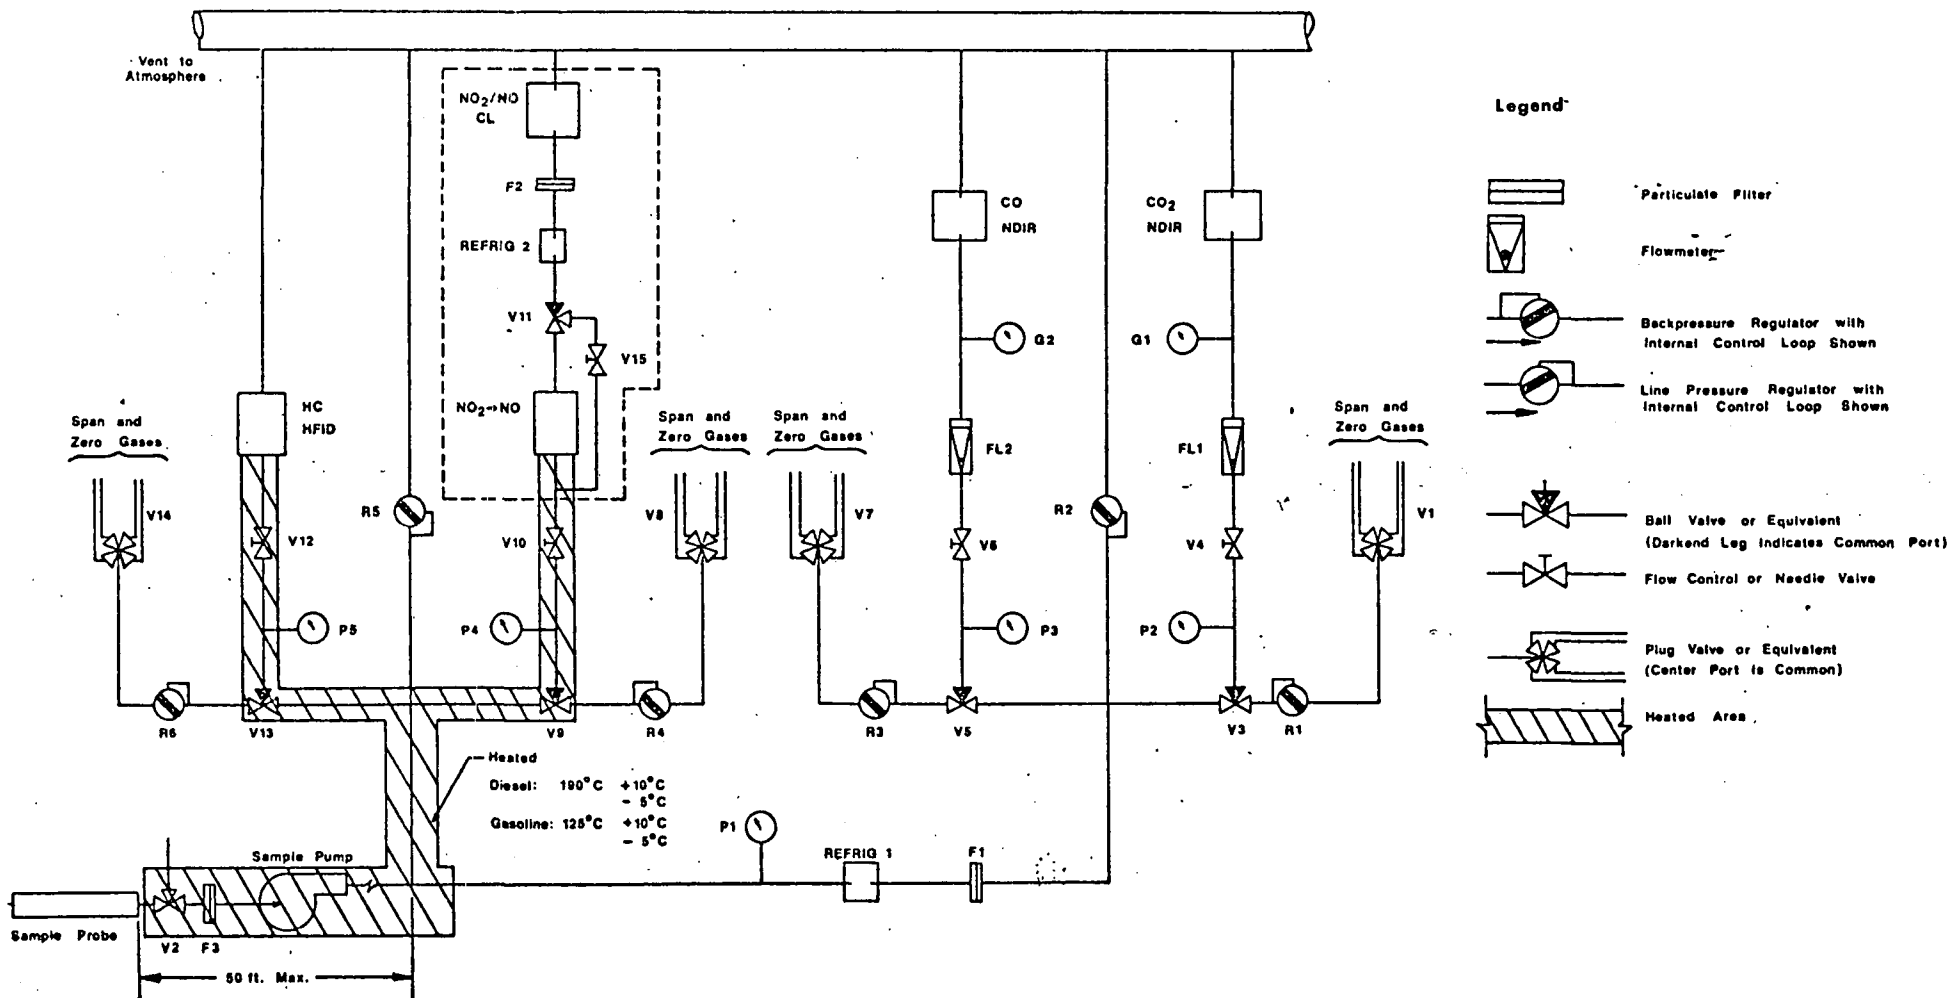 Vent to
Atmosphere
NO₂/NO
CL
F2
REFRIG 2
V11
V15
NO₂→NO
CO
NDIR
CO₂
NDIR
G2
G1
HC
HFID
Span and
Zero Gases
Span and
Zero Gases
Span and
Zero Gases
Span and
Zero Gases
FL2
FL1
V14
V12
R5
V10
V8
V7
V6
R2
V4
V1
P5
P4
P3
P2
R6
V13
V9
R4
R3
V5
V3
R1
Heated
Diesel: 190°C +10°C
- 5°C
Gasoline: 125°C +10°C
- 5°C
P1
REFRIG 1
F1
Sample Pump
Sample Probe
V2
F3
50 ft. Max.
Legend
Particulate Filter
Flowmeter
Backpressure Regulator with
Internal Control Loop Shown
Line Pressure Regulator with
Internal Control Loop Shown
Ball Valve or Equivalent
(Darkend Leg Indicates Common Port)
Flow Control or Needle Valve
Plug Valve or Equivalent
(Center Port is Common)
Heated Area